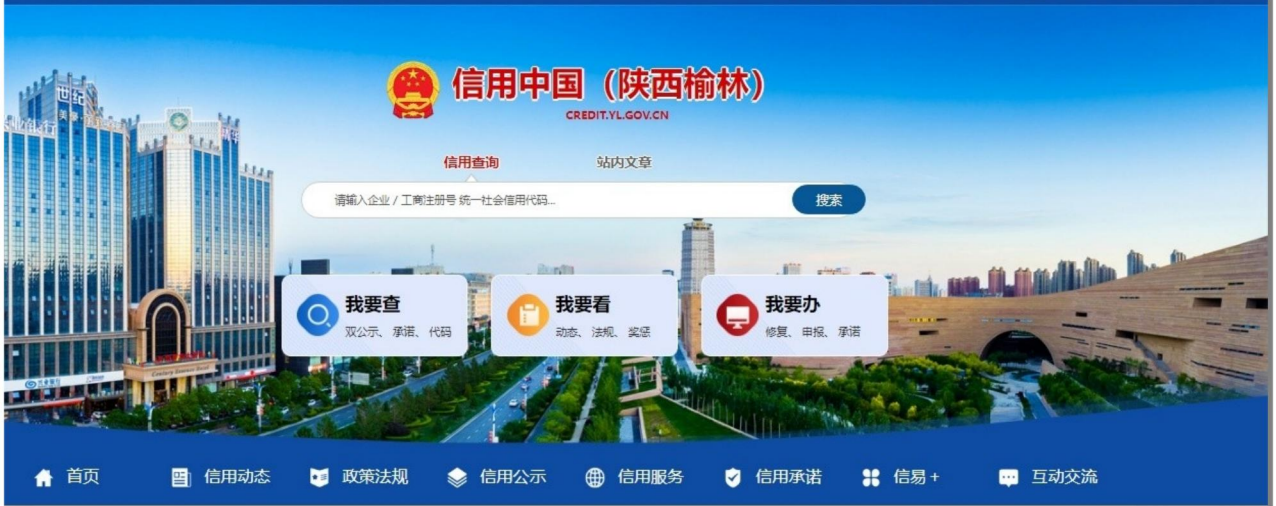 信用中国（陕西榆林）
CREDIT.YL.GOV.CN
信用查询 站内文章
请输入企业 / 工商注册号 统一社会信用代码... 搜索
我要查 我要看 我要办
双公示、承诺、代码 动态、法规、奖惩 修复、申报、承诺
世纪
首页 信用动态 政策法规 信用公示 信用服务 信用承诺 信易+ 互动交流